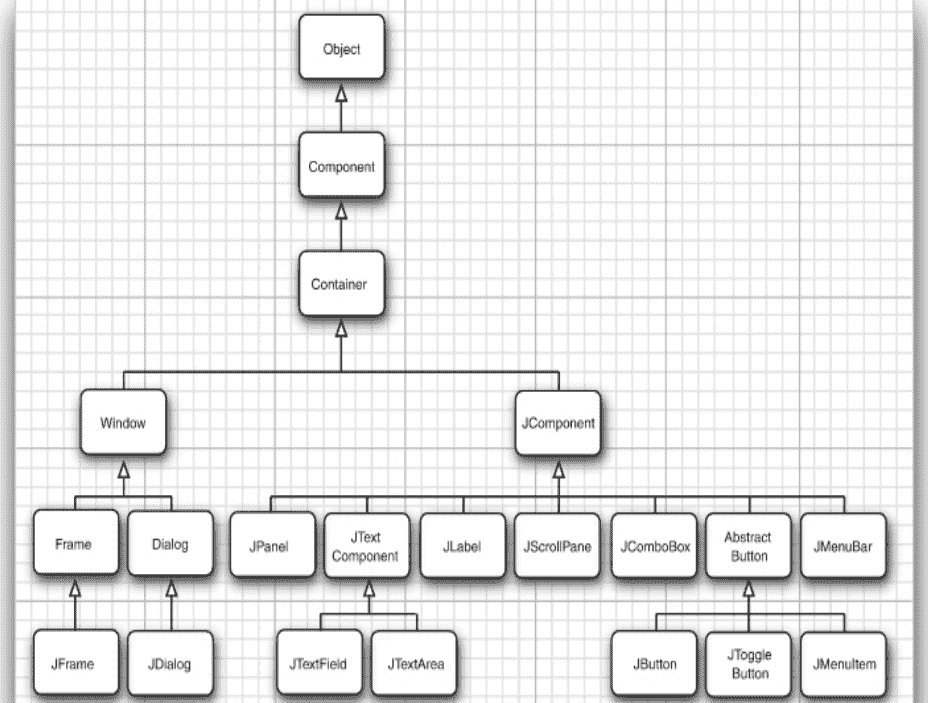 Object
Component
Container
Window
JComponent
Frame
Dialog
JPanel
JText
Component
JLabel
JScrollPane
JComboBox
Abstract
Button
JMenuBar
JFrame
JDialog
JTextField
JTextArea
JButton
JToggle
Button
JMenuItem